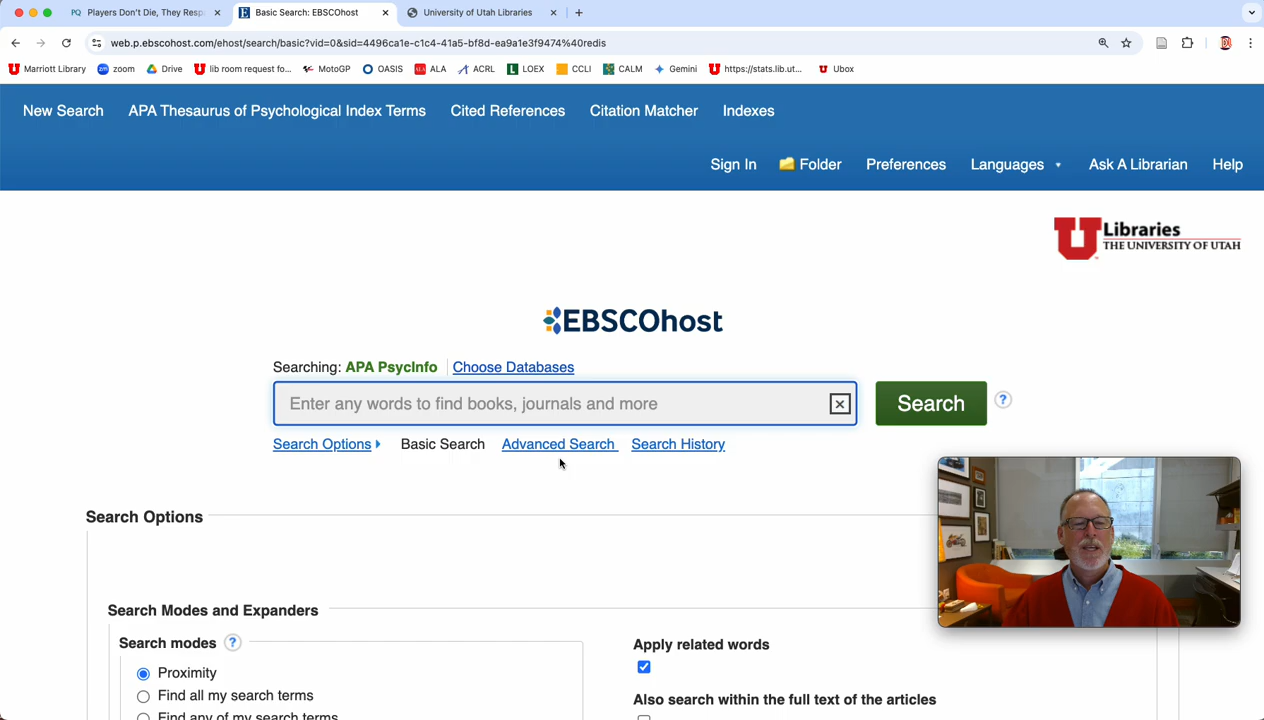 Players Don't Die, They Resp
Basic Search: EBSCOhost
University of Utah Libraries
web.p.ebscohost.com/ehost/search/basic?vid=0&sid=4496ca1e-c1c4-41a5-bf8d-ea9a1e3f9474%40redis
Marriott Library zoom Drive lib room request fo... MotoGP OASIS ALA ACRL LOEX CCLI CALM Gemini https://stats.lib.ut... Ubox
New Search APA Thesaurus of Psychological Index Terms Cited References Citation Matcher Indexes
Sign In Folder Preferences Languages Ask A Librarian Help
U Libraries
THE UNIVERSITY OF UTAH
EBSCOhost
Searching: APA PsycInfo Choose Databases
Enter any words to find books, journals and more
Search ?
Search Options Basic Search Advanced Search Search History
Search Options
Search Modes and Expanders
Search modes ?
Proximity
Find all my search terms
Find any of my search terms
Apply related words
Also search within the full text of the articles